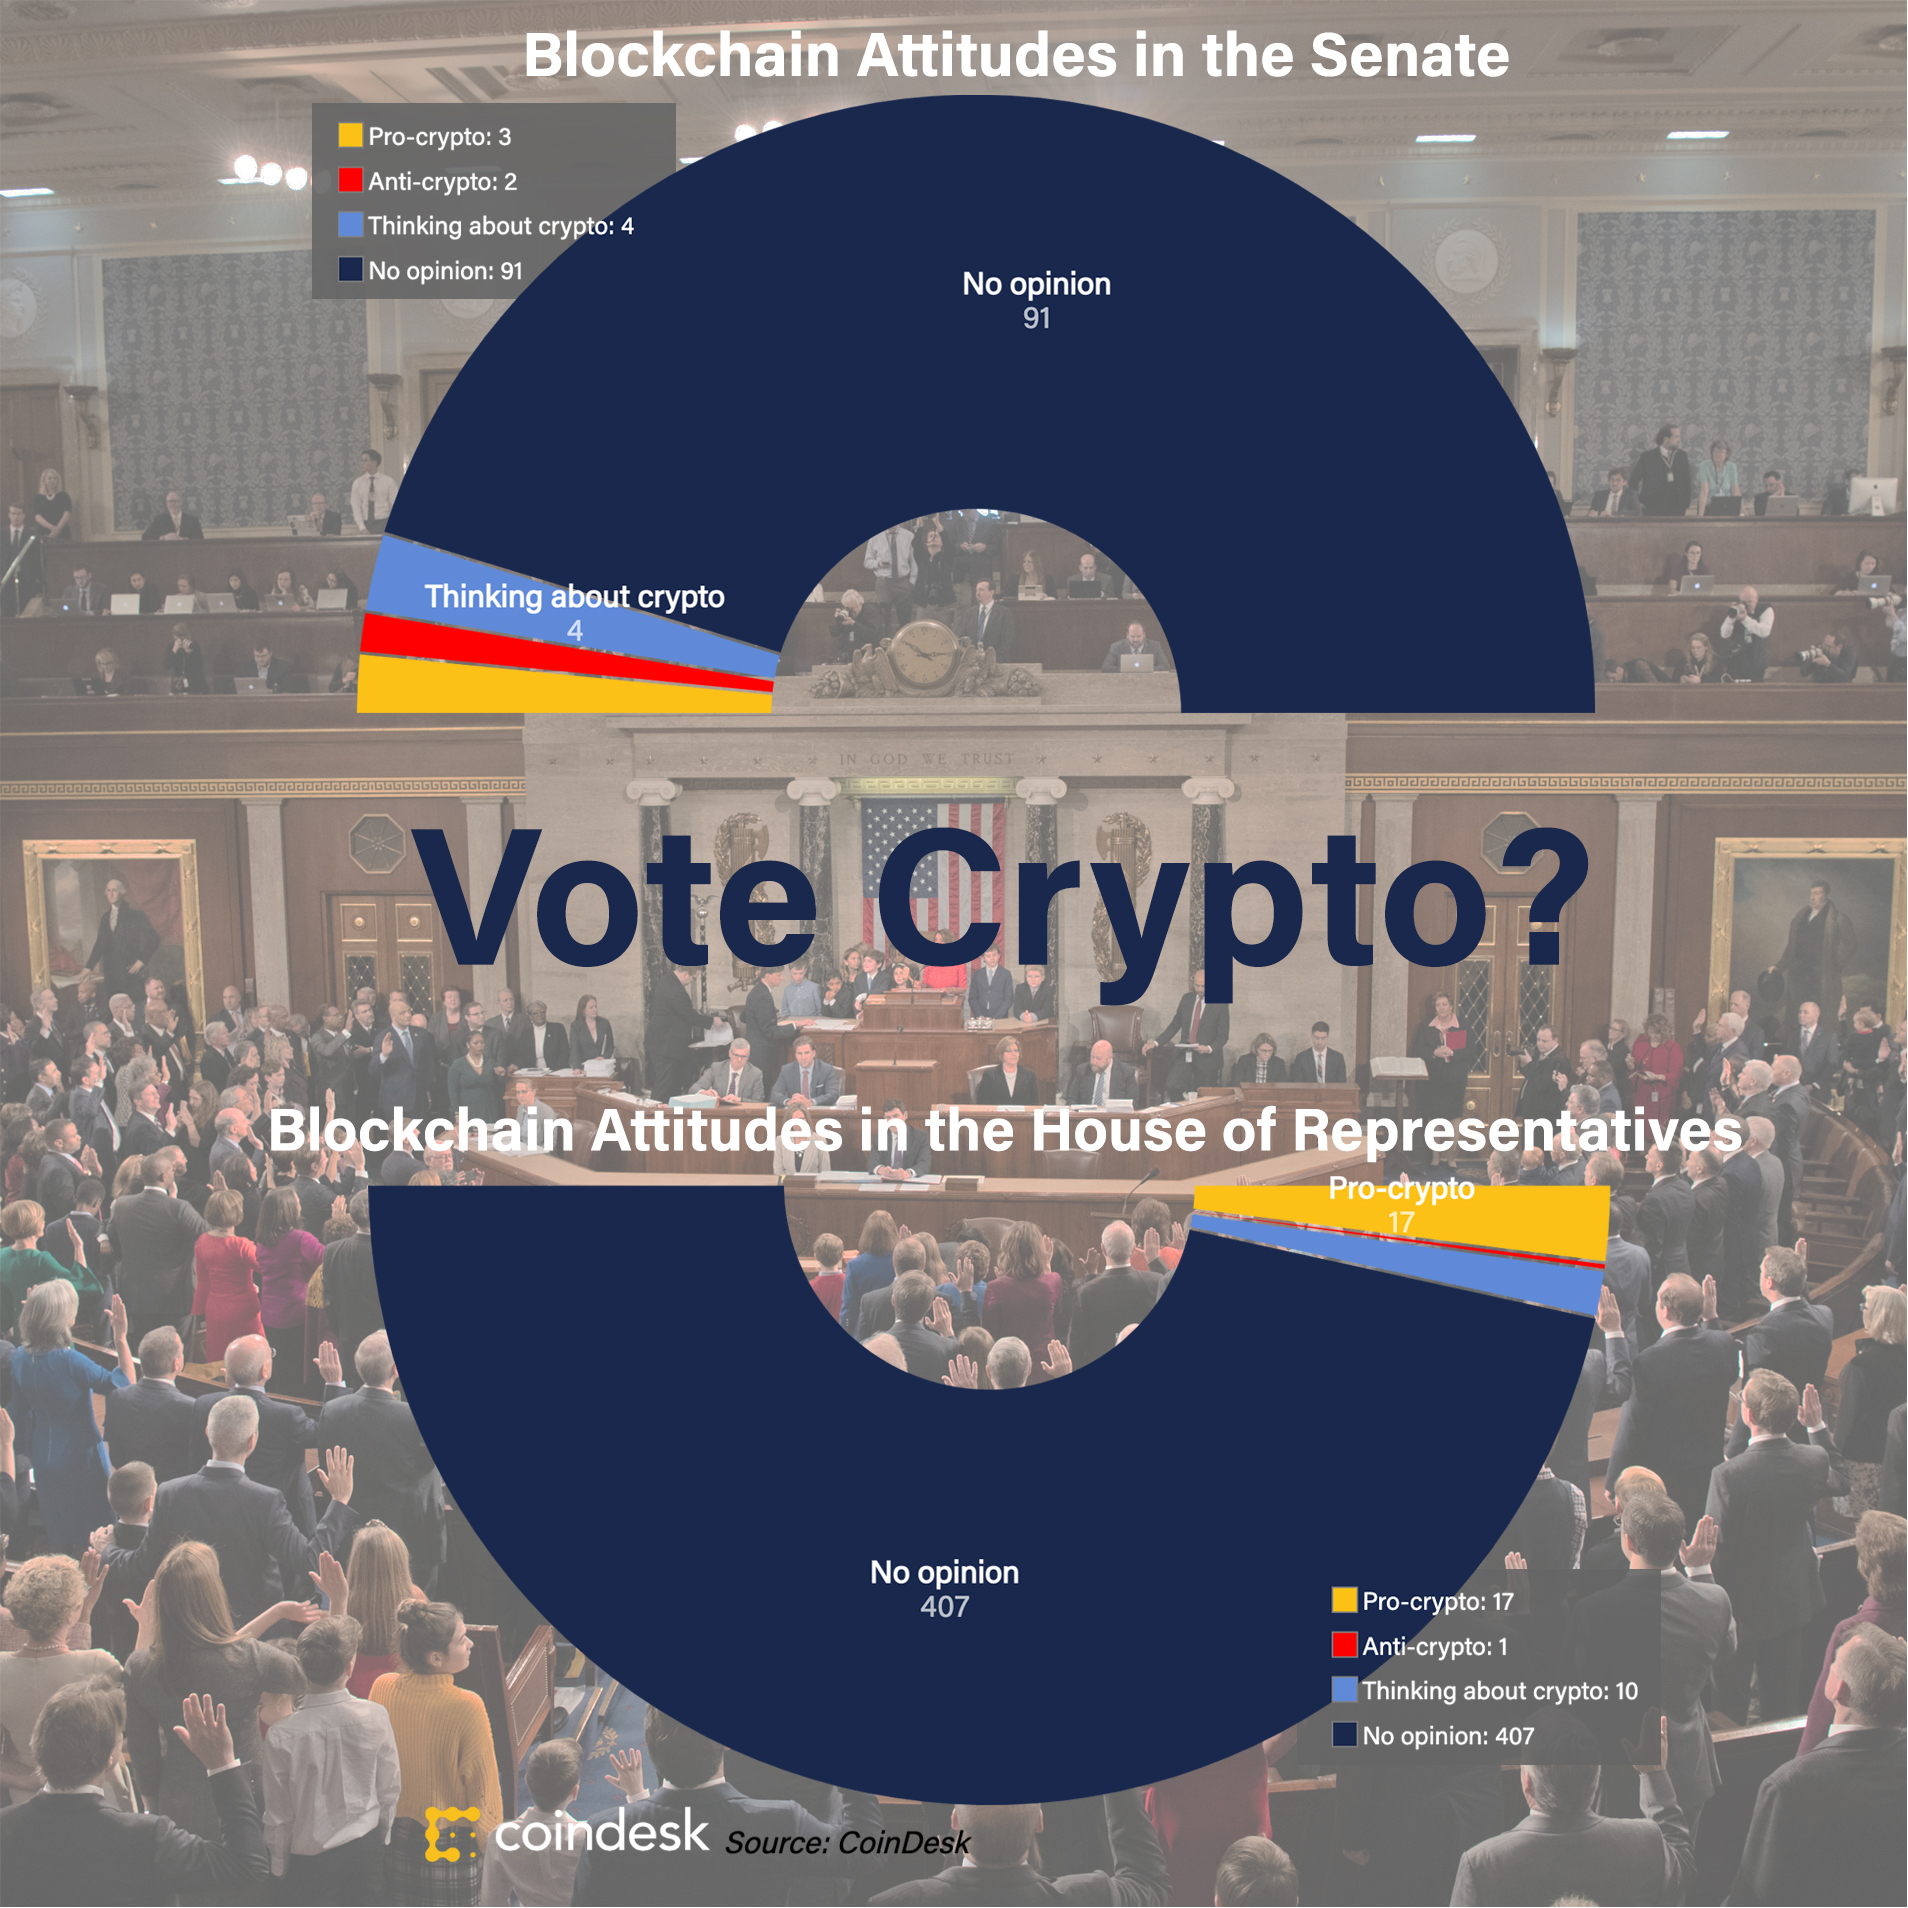 Blockchain Attitudes in the Senate
Pro-crypto: 3
Anti-crypto: 2
Thinking about crypto: 4
No opinion: 91
No opinion
91
Thinking about crypto
4
IN GOD WE TRUST
Vote Crypto?
Blockchain Attitudes in the House of Representatives
Pro-crypto
17
No opinion
407
Pro-crypto: 17
Anti-crypto: 1
Thinking about crypto: 10
No opinion: 407
coindesk
Source: CoinDesk